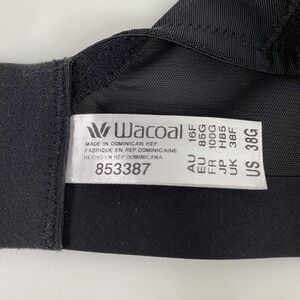 Wacoal
MADE IN DOMINICAN REP.
FABRIQUE EN REP. DOMINICAINE
HECHO EN REP. DOMINICANA
853387
AU 16F
EU 85G
FR 100G
JP H85
UK 38F
US 38G